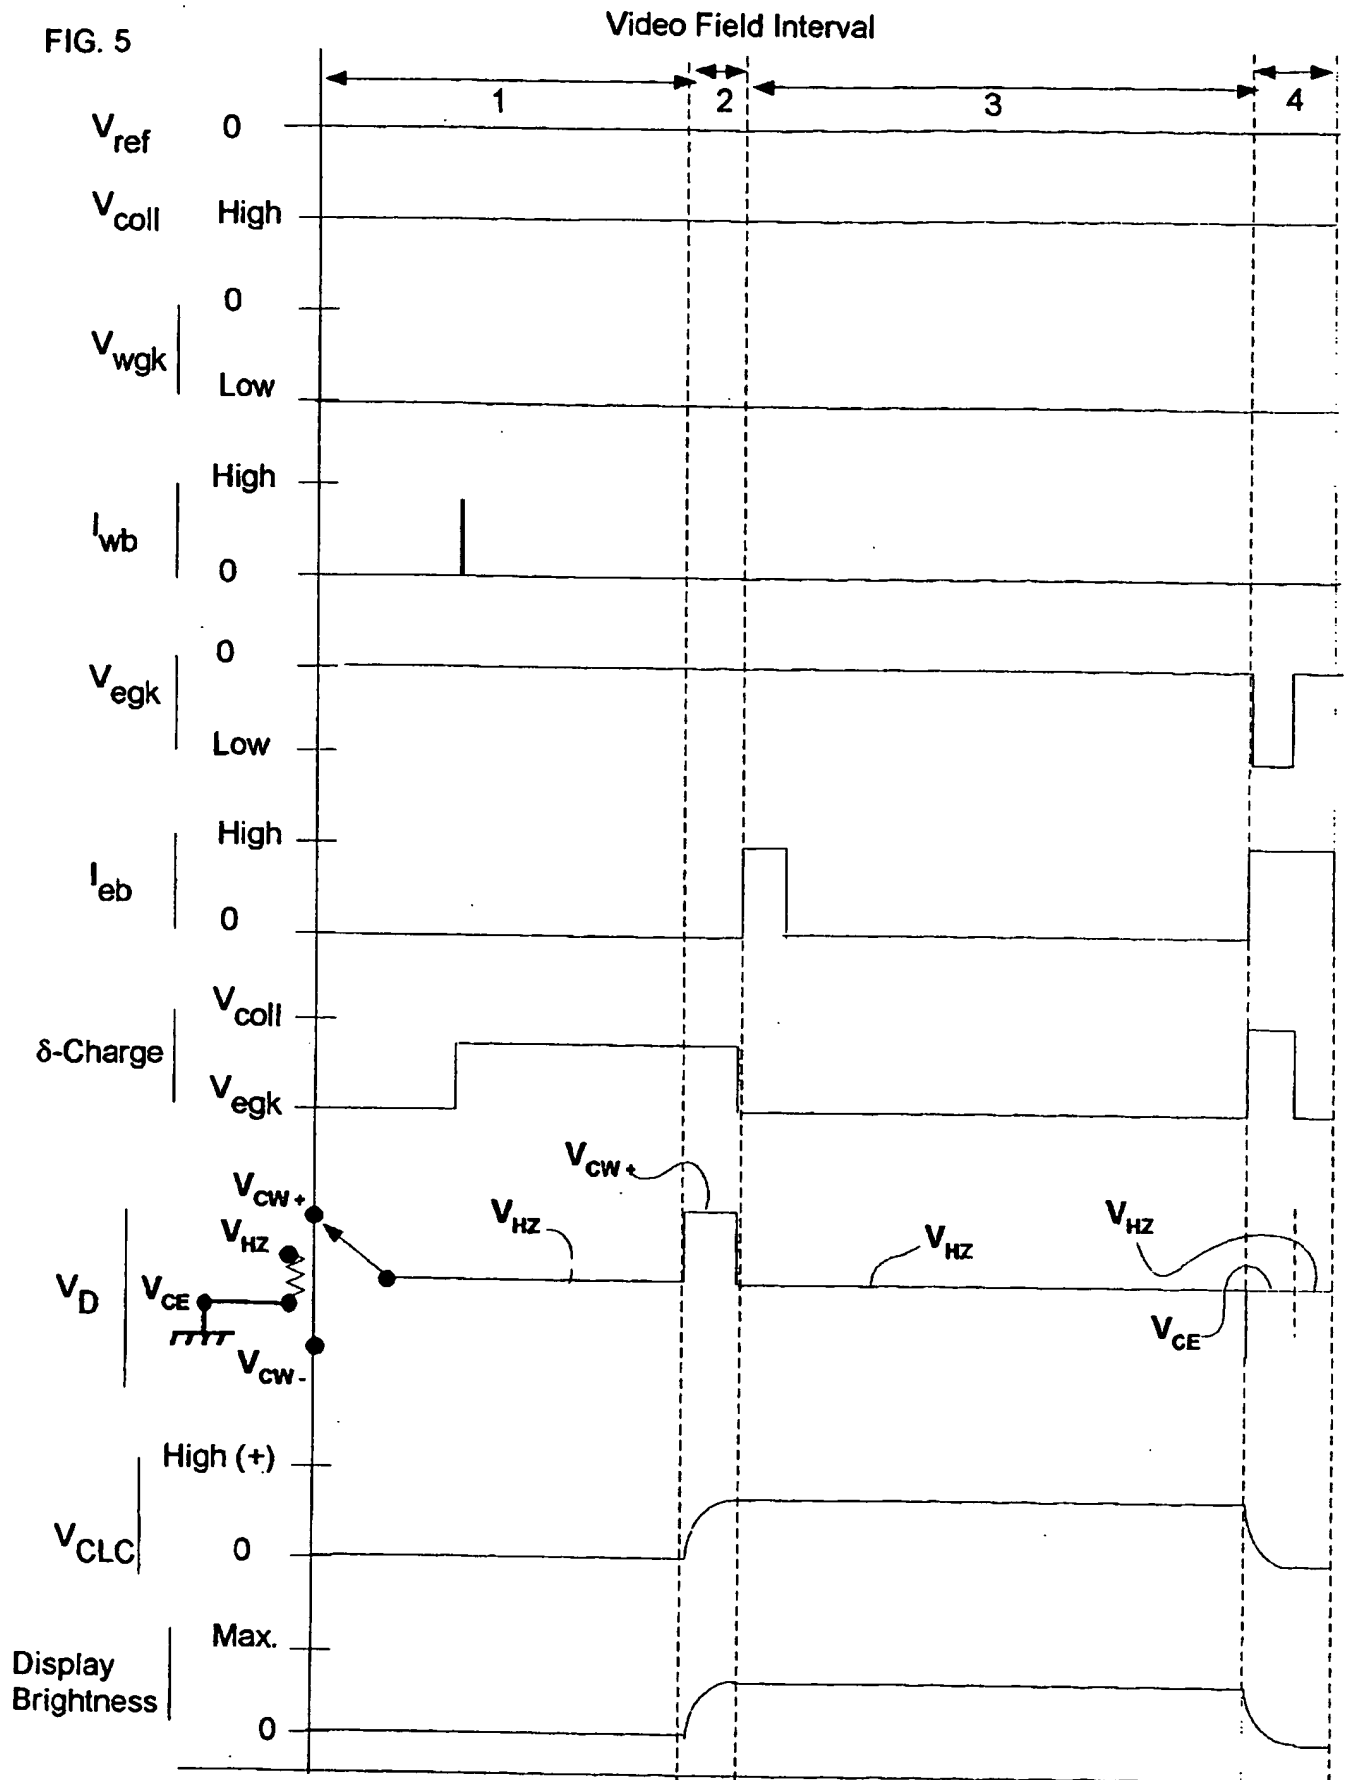 Video Field Interval
FIG. 5
1 2 3 4
V_ref 0
V_coll High
0
V_wgk
Low
High
I_wb
0
0
V_egk
Low
High
I_eb
0
V_coll
δ-Charge
V_egk
V_CW+
V_CW+
V_HZ V_HZ V_HZ V_HZ
V_D V_CE
V_CE
V_CW-
High (+)
V_CLC
0
Max.
Display
Brightness
0